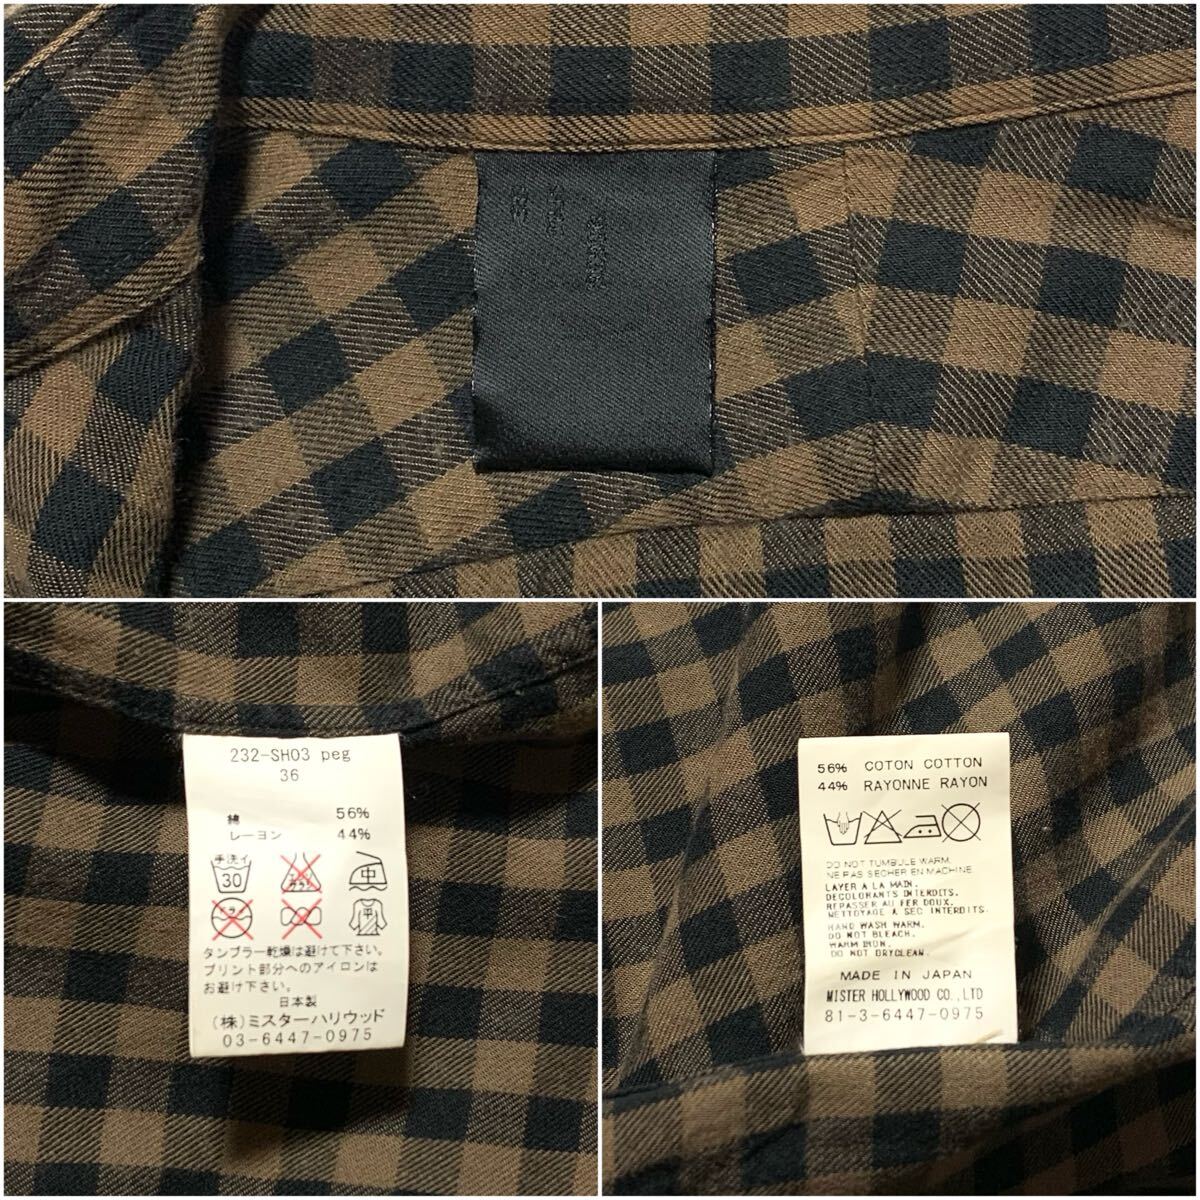 232-SH03 peg
36
綿 56%
レーヨン 44%
手洗イ
30
中
平
タンブラー乾燥は避けて下さい。
プリント部分へのアイロンは
お避け下さい。
日本製
(株)ミスターハリウッド
03-6447-0975
56% COTON COTTON
44% RAYONNE RAYON
DO NOT TUMBULE WARM.
NE PAS SECHER EN MACHINE.
LAYER A LA MAIN.
DECOLORANTS INTERDITS.
REPASSER AU FER DOUX.
NETTOYAGE A SEC INTERDITS.
HAND WASH WARM.
DO NOT BLEACH.
WARM IRON.
DO NOT DRYCLEAN.
MADE IN JAPAN
MISTER HOLLYWOOD CO.,LTD
81-3-6447-0975